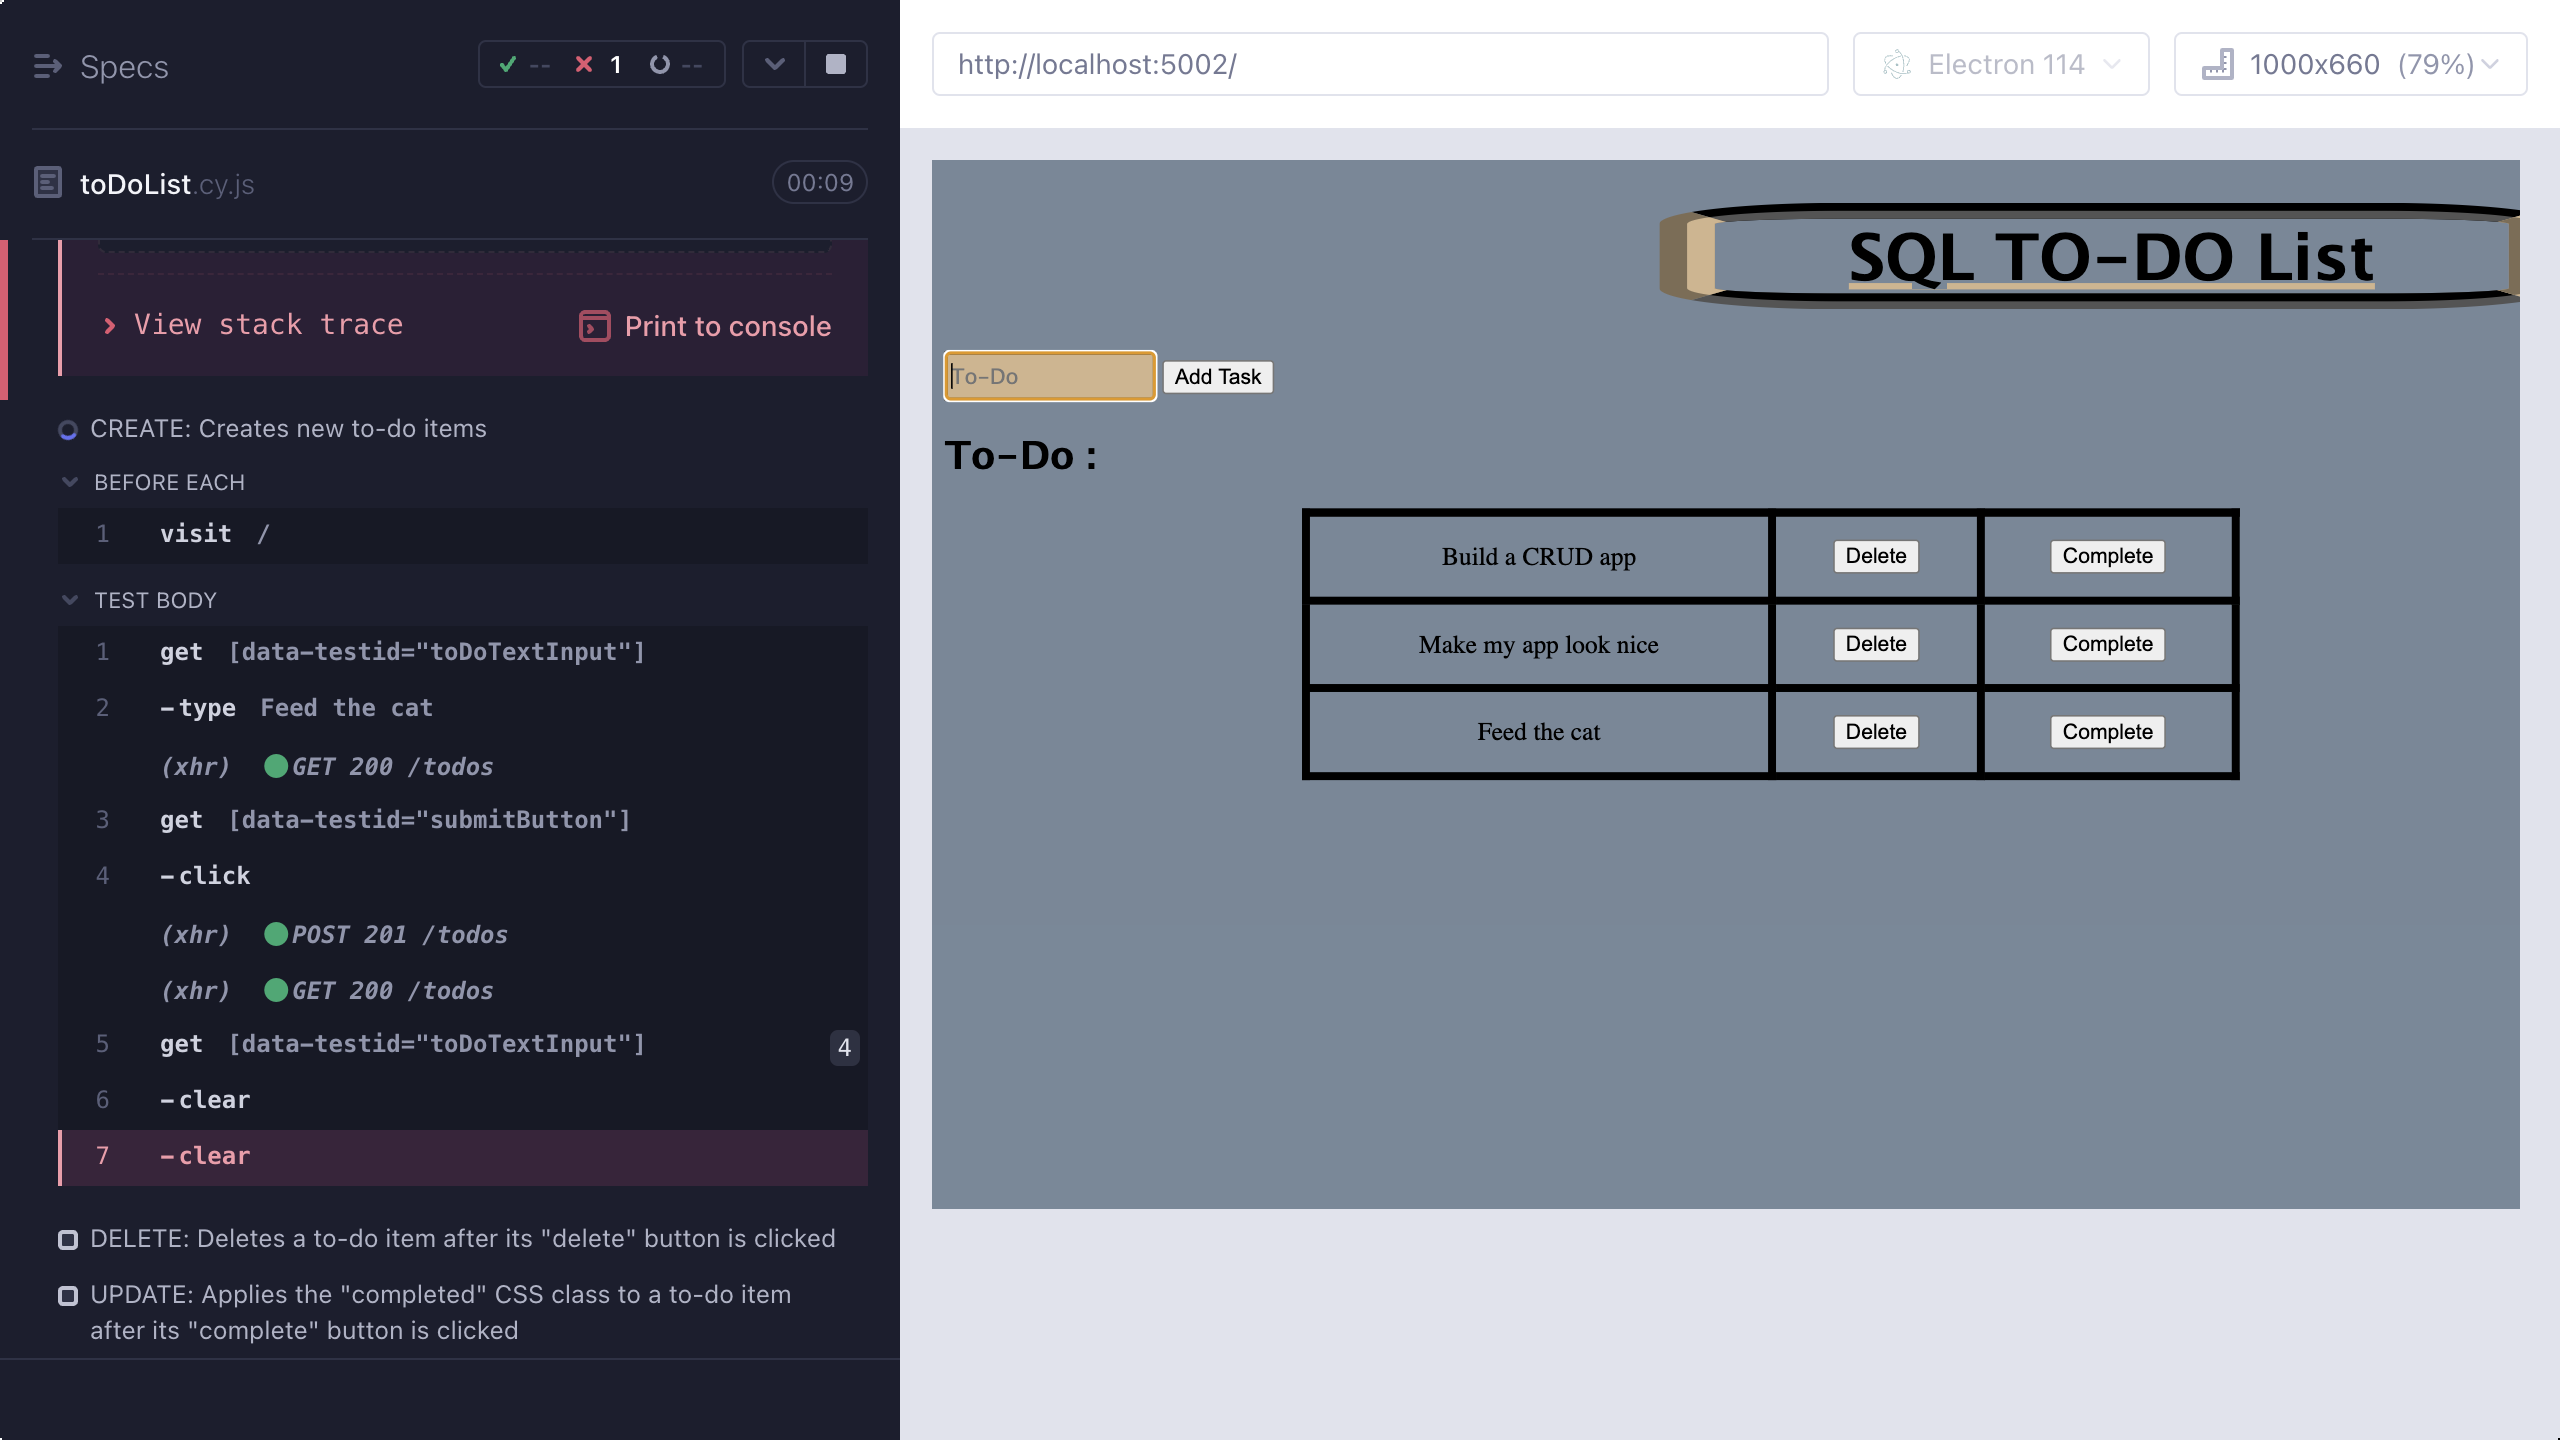 Specs
-- 1 --
toDoList.cy.js
00:09
View stack trace
Print to console
CREATE: Creates new to-do items
BEFORE EACH
1 visit /
TEST BODY
1 get [data-testid="toDoTextInput"]
2 -type Feed the cat
(xhr) GET 200 /todos
3 get [data-testid="submitButton"]
4 -click
(xhr) POST 201 /todos
(xhr) GET 200 /todos
5 get [data-testid="toDoTextInput"] 4
6 -clear
7 -clear
DELETE: Deletes a to-do item after its "delete" button is clicked
UPDATE: Applies the "completed" CSS class to a to-do item
after its "complete" button is clicked
http://localhost:5002/
Electron 114
1000x660 (79%)
SQL TO-DO List
To-Do
Add Task
To-Do :
Build a CRUD app Delete Complete
Make my app look nice Delete Complete
Feed the cat Delete Complete